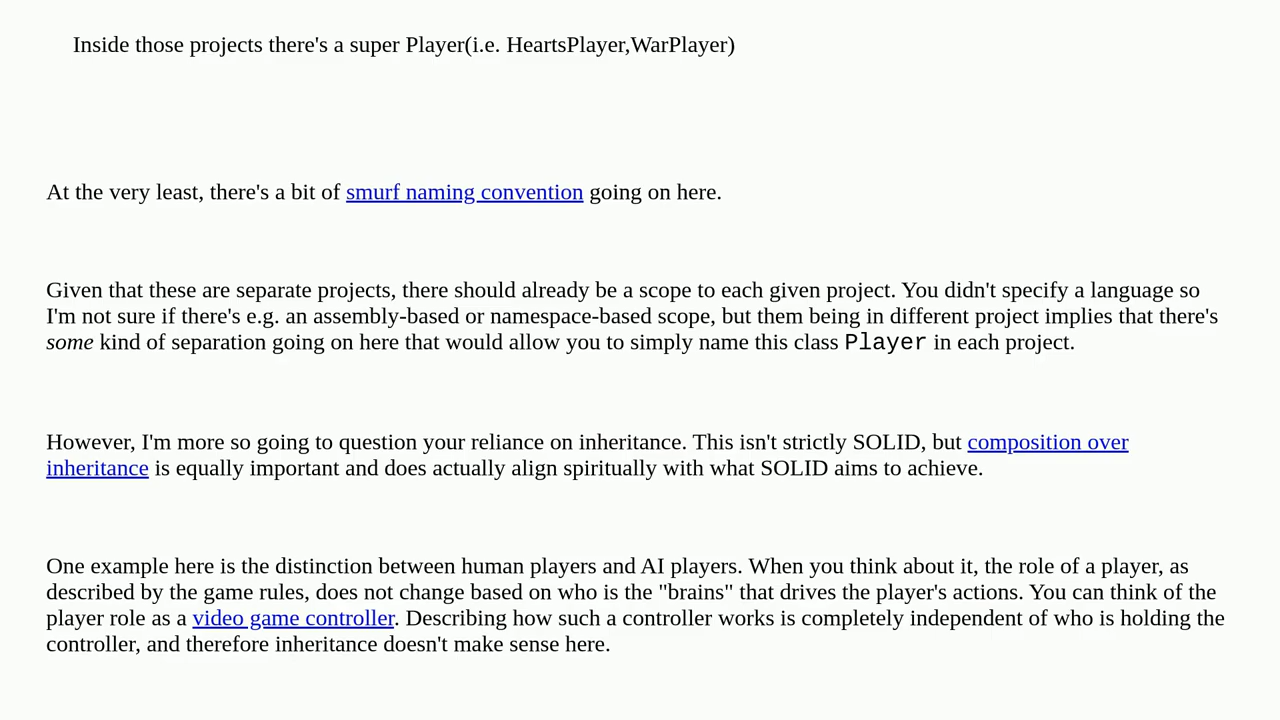 Inside those projects there's a super Player(i.e. HeartsPlayer,WarPlayer)
At the very least, there's a bit of smurf naming convention going on here.
Given that these are separate projects, there should already be a scope to each given project. You didn't specify a language so
I'm not sure if there's e.g. an assembly-based or namespace-based scope, but them being in different project implies that there's
some kind of separation going on here that would allow you to simply name this class Player in each project.
However, I'm more so going to question your reliance on inheritance. This isn't strictly SOLID, but composition over
inheritance is equally important and does actually align spiritually with what SOLID aims to achieve.
One example here is the distinction between human players and AI players. When you think about it, the role of a player, as
described by the game rules, does not change based on who is the "brains" that drives the player's actions. You can think of the
player role as a video game controller. Describing how such a controller works is completely independent of who is holding the
controller, and therefore inheritance doesn't make sense here.